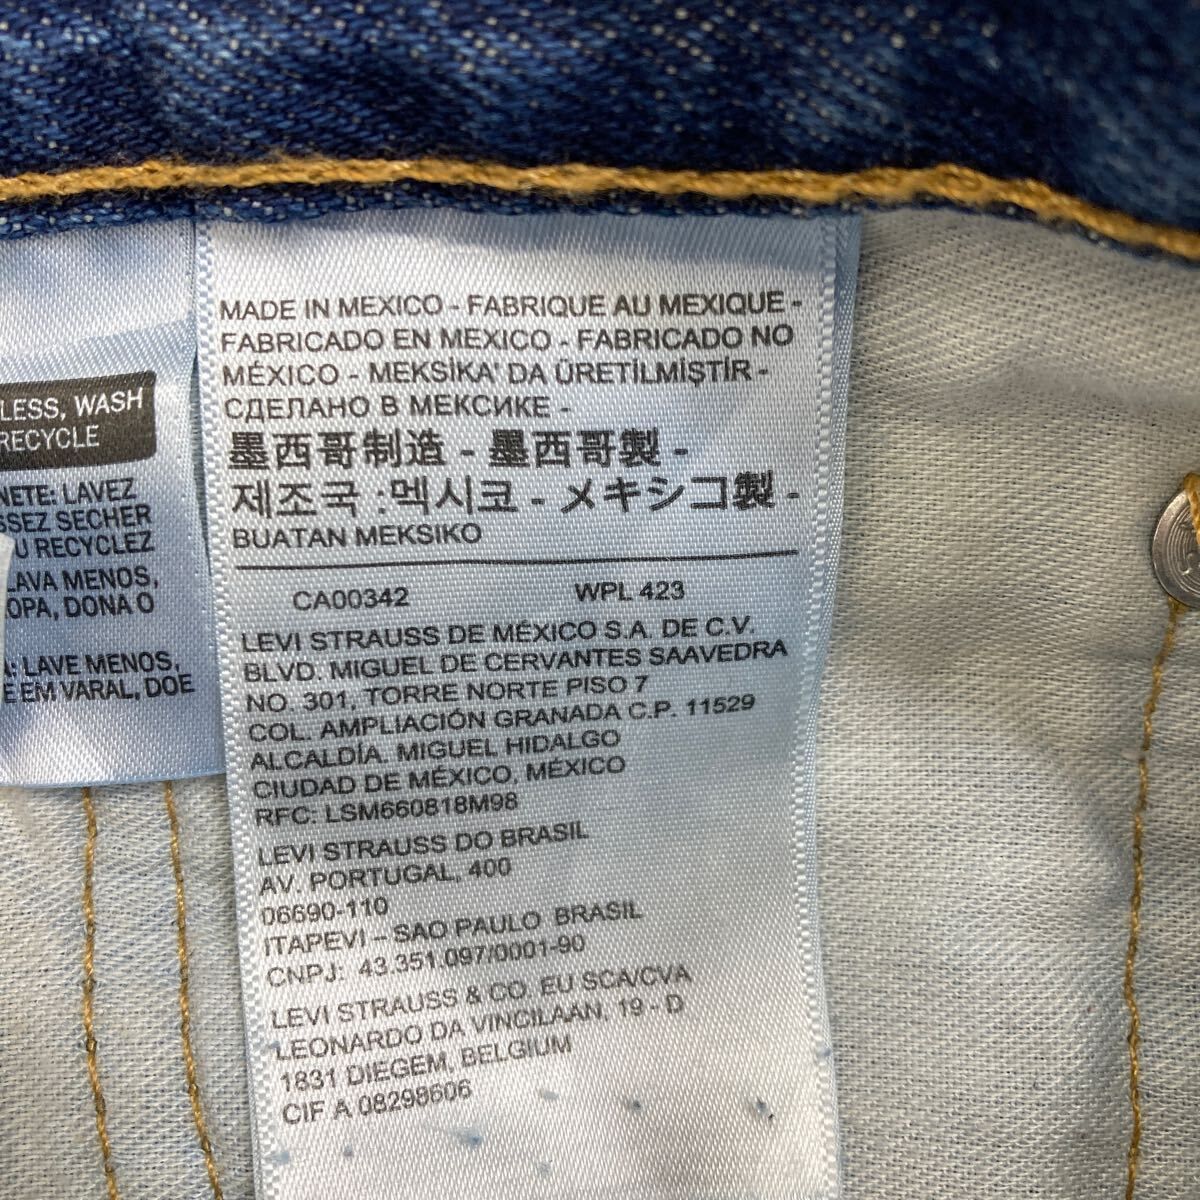 LESS, WASH
RECYCLE
NETE: LAVEZ
SSEZ SECHER
U RECYCLEZ
LAVA MENOS,
OPA, DONA O
A: LAVE MENOS,
E EM VARAL, DOE
MADE IN MEXICO - FABRIQUE AU MEXIQUE -
FABRICADO EN MEXICO - FABRICADO NO
MÉXICO - MEKSİKA' DA ÜRETİLMİŞTİR -
СДЕЛАНО В МЕКСИКЕ -
墨西哥制造 - 墨西哥製 -
제조국 :멕시코 - メキシコ製 -
BUATAN MEKSIKO
CA00342 WPL 423
LEVI STRAUSS DE MÉXICO S.A. DE C.V.
BLVD. MIGUEL DE CERVANTES SAAVEDRA
NO. 301, TORRE NORTE PISO 7
COL. AMPLIACIÓN GRANADA C.P. 11529
ALCALDÍA. MIGUEL HIDALGO
CIUDAD DE MÉXICO, MÉXICO
RFC: LSM660818M98
LEVI STRAUSS DO BRASIL
AV. PORTUGAL, 400
06690-110
ITAPEVI – SAO PAULO BRASIL
CNPJ: 43.351.097/0001-90
LEVI STRAUSS & CO. EU SCA/CVA
LEONARDO DA VINCILAAN, 19 - D
1831 DIEGEM, BELGIUM
CIF A 08298606